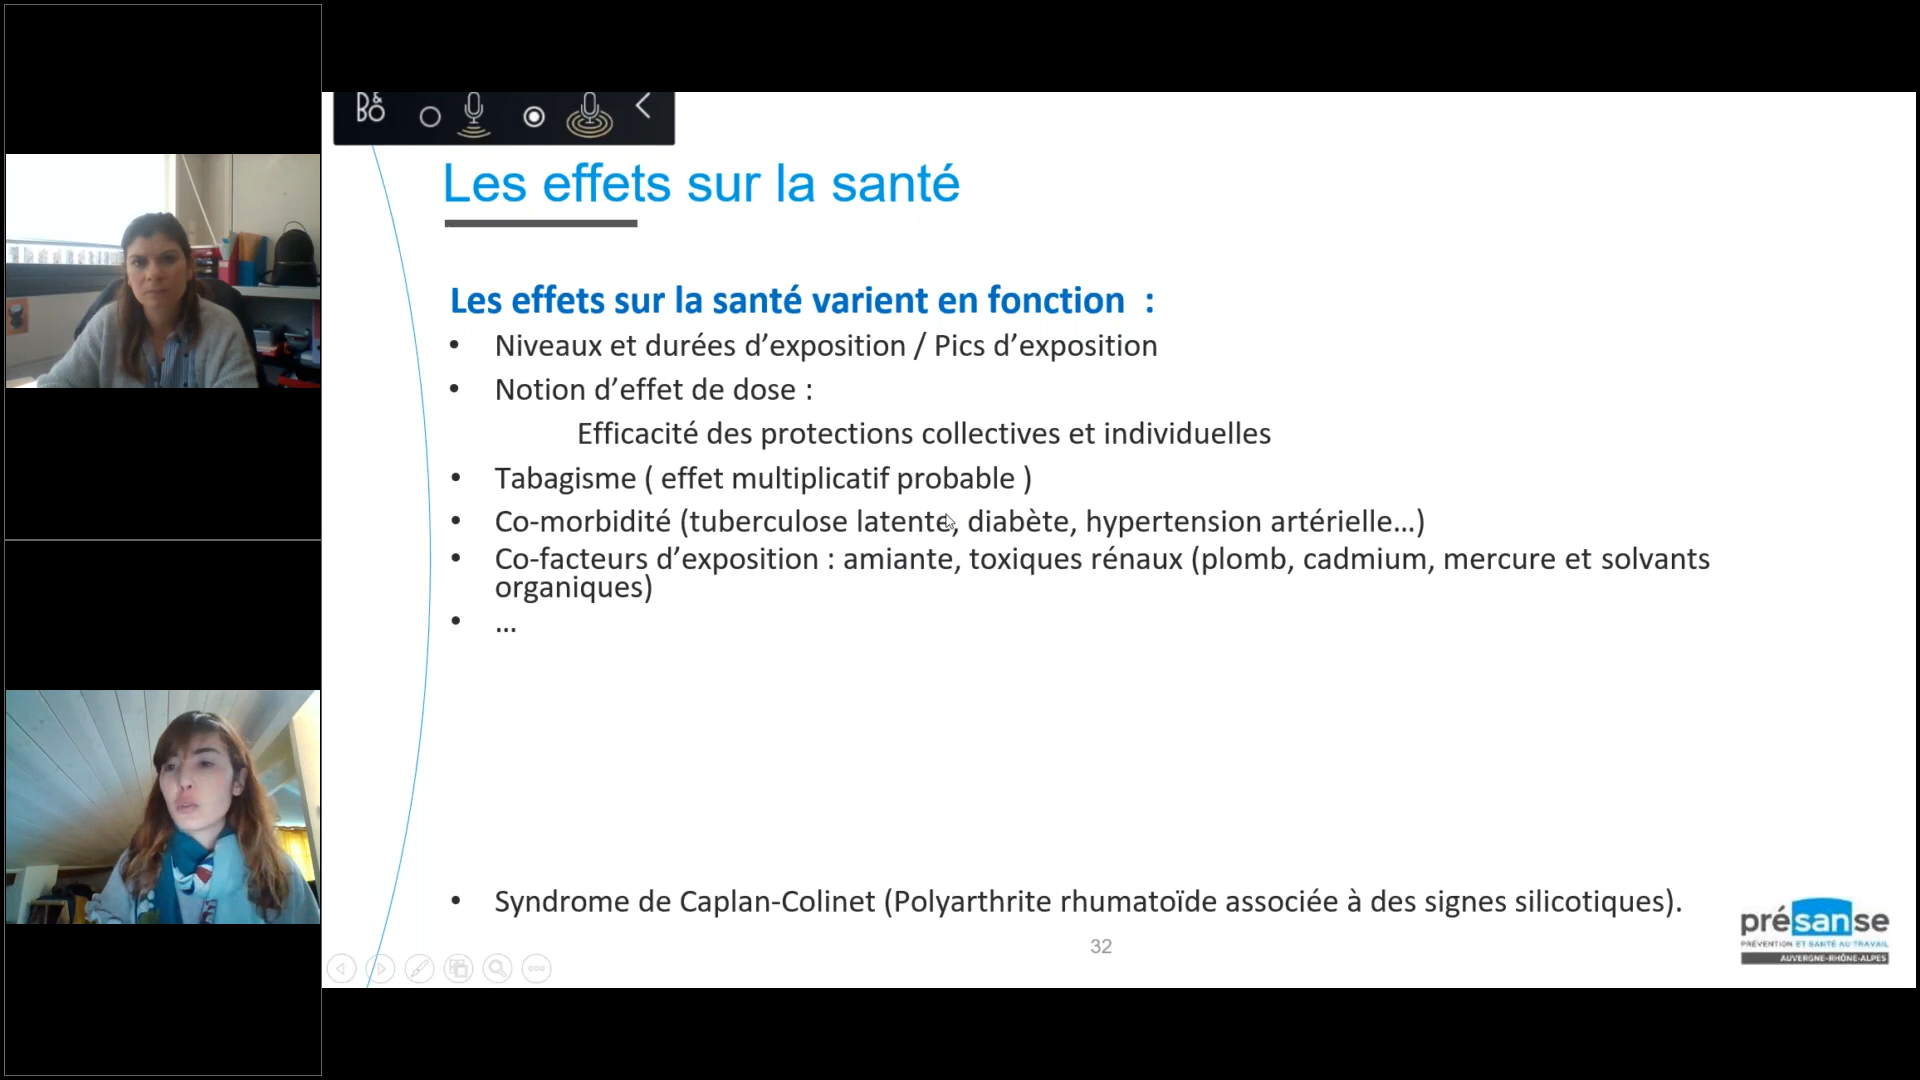 B&O
Les effets sur la santé
Les effets sur la santé varient en fonction :
• Niveaux et durées d’exposition / Pics d’exposition
• Notion d’effet de dose :
Efficacité des protections collectives et individuelles
• Tabagisme ( effet multiplicatif probable )
• Co-morbidité (tuberculose latente, diabète, hypertension artérielle...)
• Co-facteurs d’exposition : amiante, toxiques rénaux (plomb, cadmium, mercure et solvants
organiques)
• ...
• Syndrome de Caplan-Colinet (Polyarthrite rhumatoïde associée à des signes silicotiques).
32
présanse
PRÉVENTION ET SANTÉ AU TRAVAIL
AUVERGNE-RHÔNE-ALPES